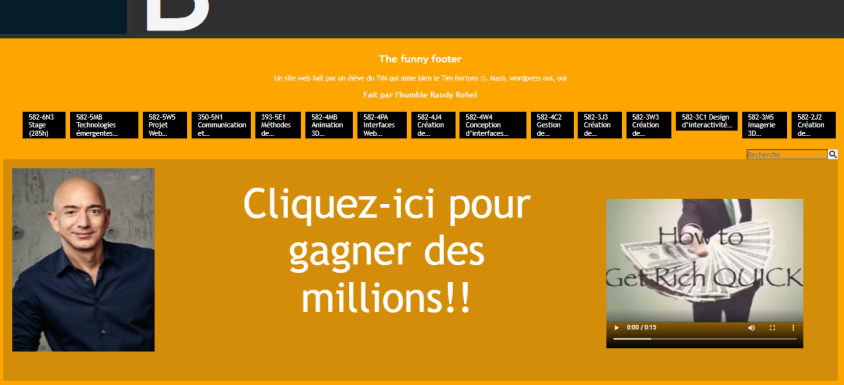 B
The funny footer
Un site web fait par un élève du TIM qui aime bien le Tim hortons :). Aussi, wordpress oui, oui
Fait par l'humble Randy Rehel
582-6N3
Stage
(285h)
582-5MB
Technologies
émergentes...
582-5W5
Projet
Web...
350-5N1
Communication
et...
393-5E1
Méthodes
de...
582-4MB
Animation
3D...
582-4PA
Interfaces
Web...
582-4J4
Création
de...
582-4W4
Conception
d'interfaces...
582-4C2
Gestion
de...
582-3J3
Création
de...
582-3W3
Création
de...
582-3C1 Design
d'interactivité...
582-3M5
Imagerie
3D...
582-2J2
Création
de...
Recherche
Cliquez-ici pour
gagner des
millions!!
How to
Get Rich QUICK
0:00 / 0:15